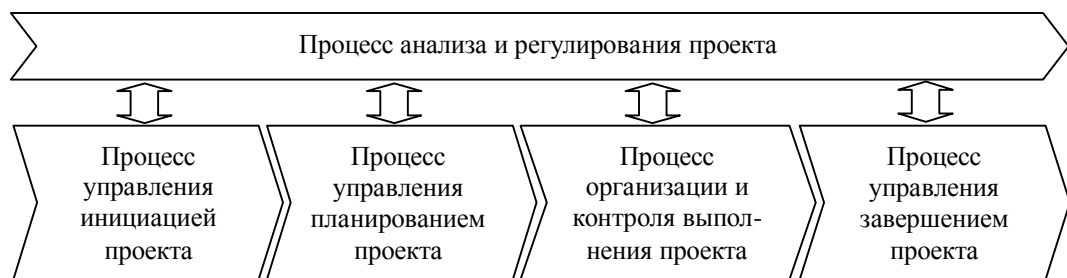 Процесс анализа и регулирования проекта
Процесс
управления
инициацией
проекта
Процесс
управления
планированием
проекта
Процесс
организации и
контроля выпол-
нения проекта
Процесс
управления
завершением
проекта